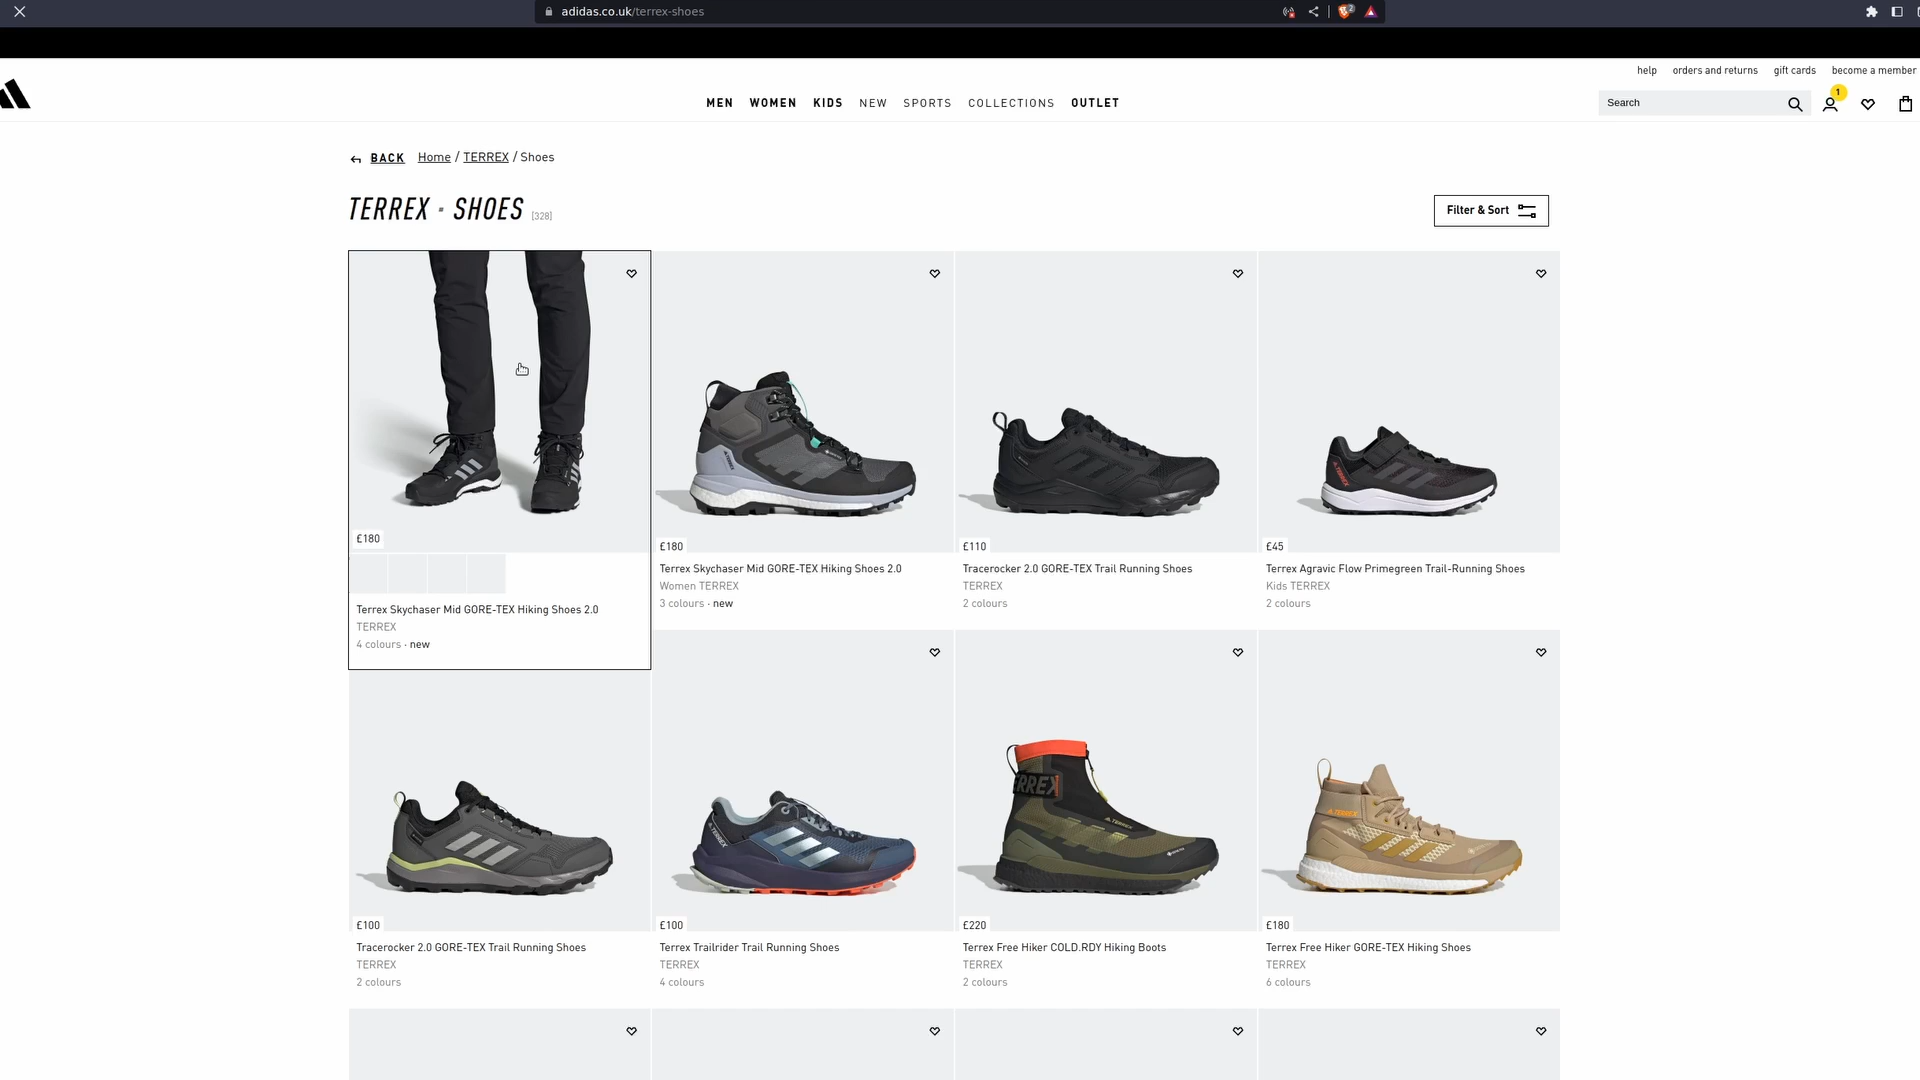 adidas.co.uk/terrex-shoes
2
help orders and returns gift cards become a member
MEN WOMEN KIDS NEW SPORTS COLLECTIONS OUTLET
Search
1
BACK Home / TERREX / Shoes
TERREX · SHOES [328]
Filter & Sort
£180
Terrex Skychaser Mid GORE-TEX Hiking Shoes 2.0
TERREX
4 colours · new
£180
Terrex Skychaser Mid GORE-TEX Hiking Shoes 2.0
Women TERREX
3 colours · new
£110
Tracerocker 2.0 GORE-TEX Trail Running Shoes
TERREX
2 colours
£45
Terrex Agravic Flow Primegreen Trail-Running Shoes
Kids TERREX
2 colours
£100
Tracerocker 2.0 GORE-TEX Trail Running Shoes
TERREX
2 colours
£100
Terrex Trailrider Trail Running Shoes
TERREX
4 colours
£220
Terrex Free Hiker COLD.RDY Hiking Boots
TERREX
2 colours
£180
Terrex Free Hiker GORE-TEX Hiking Shoes
TERREX
6 colours